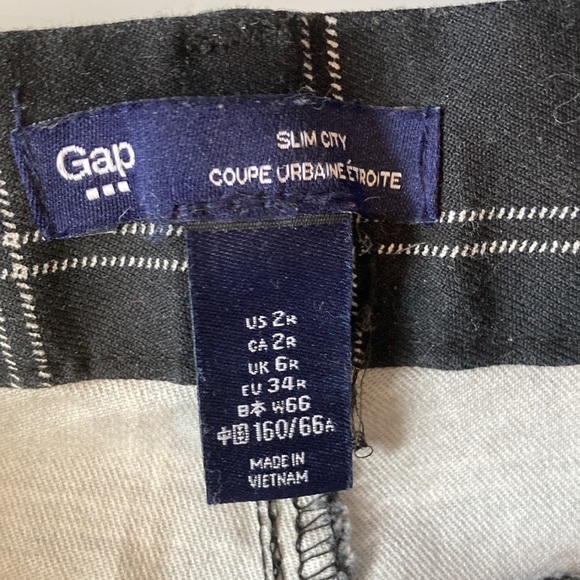 Gap
SLIM CITY
COUPE URBAINE ÉTROITE
US 2R
CA 2R
UK 6R
EU 34R
日本 W66
中国 160/66A
MADE IN
VIETNAM